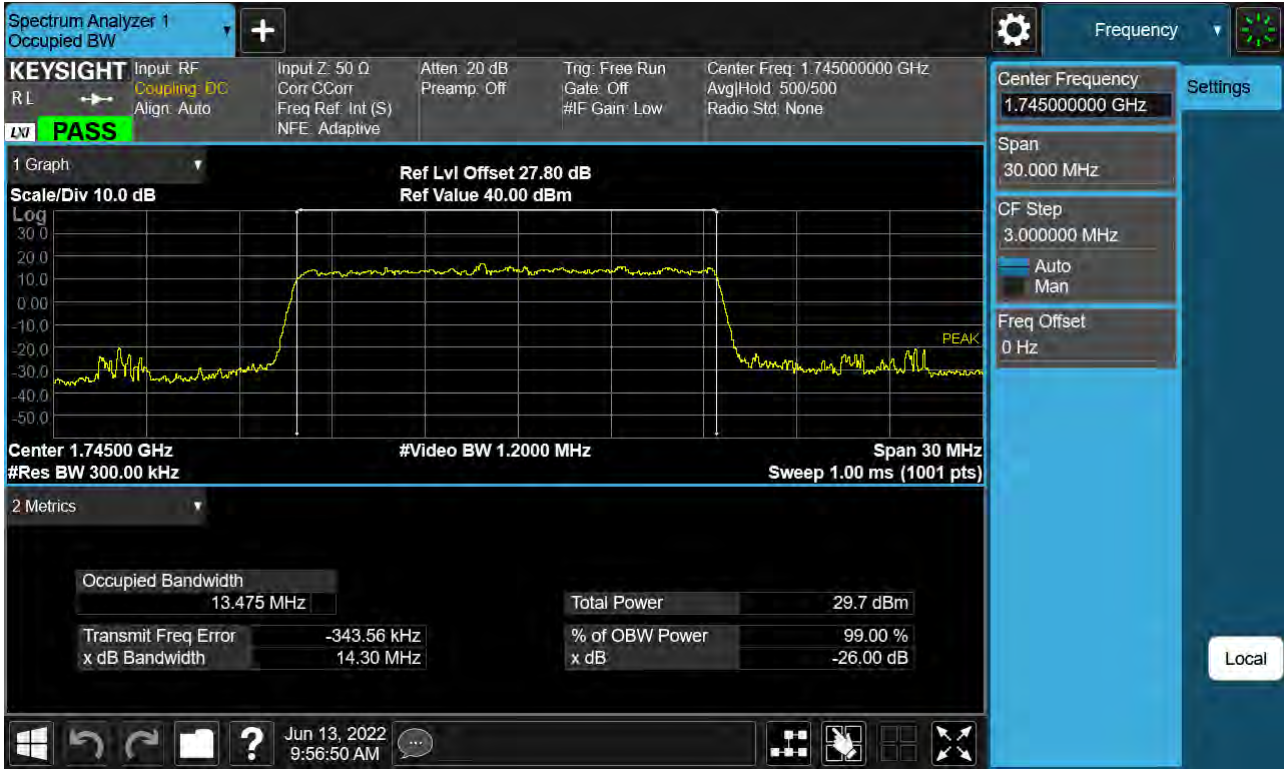 Spectrum Analyzer 1
Occupied BW
Frequency
KEYSIGHT
R L
LXI
PASS
Input: RF
Coupling: DC
Align: Auto
Input Z: 50 Ω
Corr CCorr
Freq Ref: Int (S)
NFE: Adaptive
Atten: 20 dB
Preamp: Off
Trig: Free Run
Gate: Off
#IF Gain: Low
Center Freq: 1.745000000 GHz
Avg|Hold: 500/500
Radio Std: None
1 Graph
Scale/Div 10.0 dB
Ref Lvl Offset 27.80 dB
Ref Value 40.00 dBm
Log
30.0
20.0
10.0
0.00
-10.0
-20.0
-30.0
-40.0
-50.0
PEAK
Center 1.74500 GHz
#Video BW 1.2000 MHz
Span 30 MHz
#Res BW 300.00 kHz
Sweep 1.00 ms (1001 pts)
2 Metrics
Occupied Bandwidth
13.475 MHz
Total Power 29.7 dBm
Transmit Freq Error -343.56 kHz
% of OBW Power 99.00 %
x dB Bandwidth 14.30 MHz
x dB -26.00 dB
Center Frequency
1.745000000 GHz
Settings
Span
30.000 MHz
CF Step
3.000000 MHz
Auto
Man
Freq Offset
0 Hz
Local
?
Jun 13, 2022
9:56:50 AM